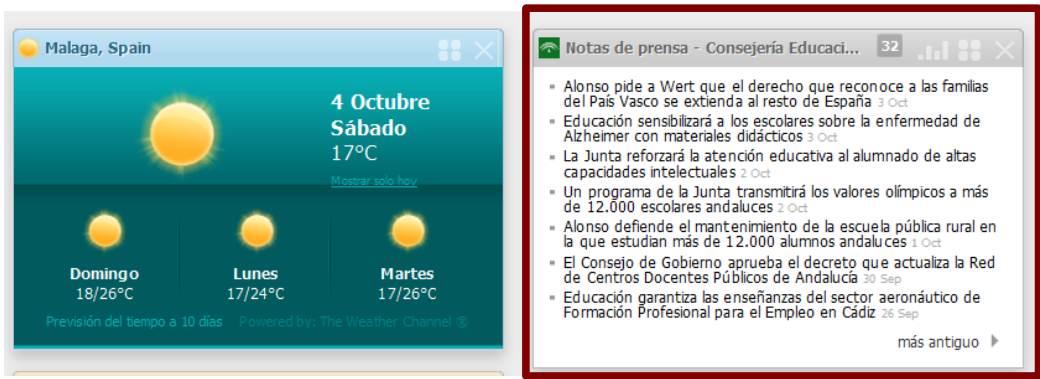 Malaga, Spain
4 Octubre
Sábado
17°C
Mostrar solo hoy
Domingo
18/26°C
Lunes
17/24°C
Martes
17/26°C
Previsión del tiempo a 10 días Powered by: The Weather Channel ®
Notas de prensa - Consejería Educaci... 32
Alonso pide a Wert que el derecho que reconoce a las familias
del País Vasco se extienda al resto de España 3 Oct
Educación sensibilizará a los escolares sobre la enfermedad de
Alzheimer con materiales didácticos 3 Oct
La Junta reforzará la atención educativa al alumnado de altas
capacidades intelectuales 2 Oct
Un programa de la Junta transmitirá los valores olímpicos a más
de 12.000 escolares andaluces 2 Oct
Alonso defiende el mantenimiento de la escuela pública rural en
la que estudian más de 12.000 alumnos andaluces 1 Oct
El Consejo de Gobierno aprueba el decreto que actualiza la Red
de Centros Docentes Públicos de Andalucía 30 Sep
Educación garantiza las enseñanzas del sector aeronáutico de
Formación Profesional para el Empleo en Cádiz 26 Sep
más antiguo